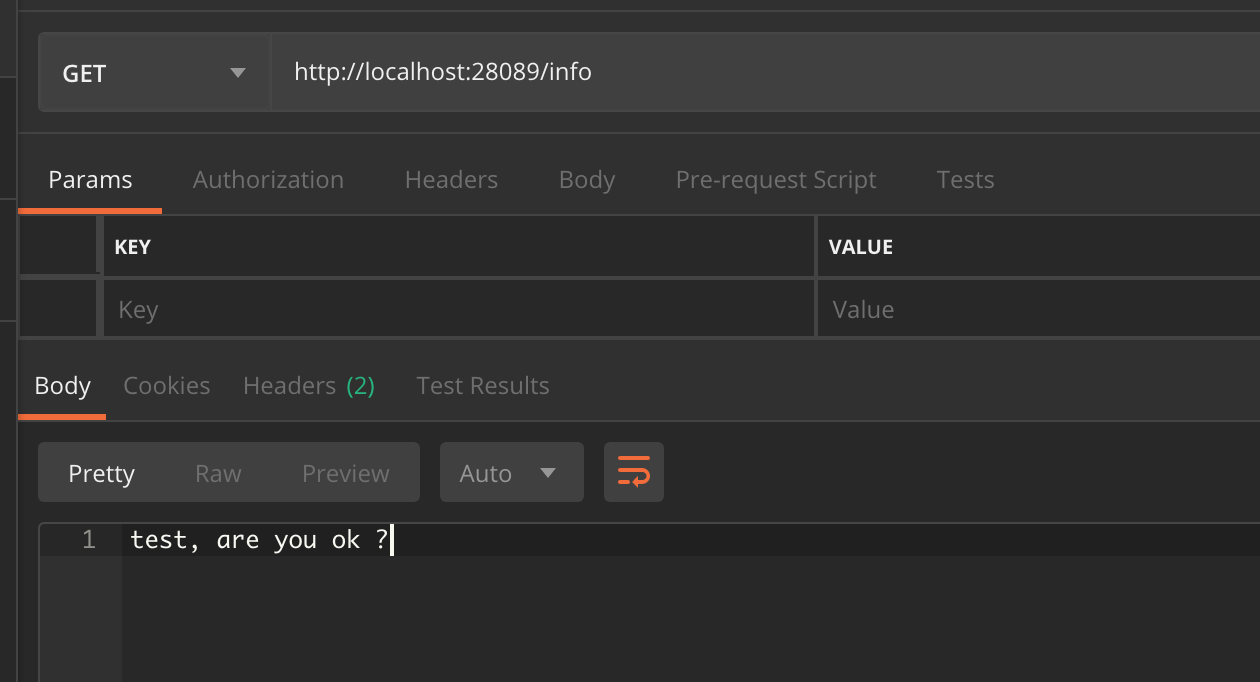 GET http://localhost:28089/info
Params Authorization Headers Body Pre-request Script Tests
KEY VALUE
Key Value
Body Cookies Headers (2) Test Results
Pretty Raw Preview Auto
1 test, are you ok ?